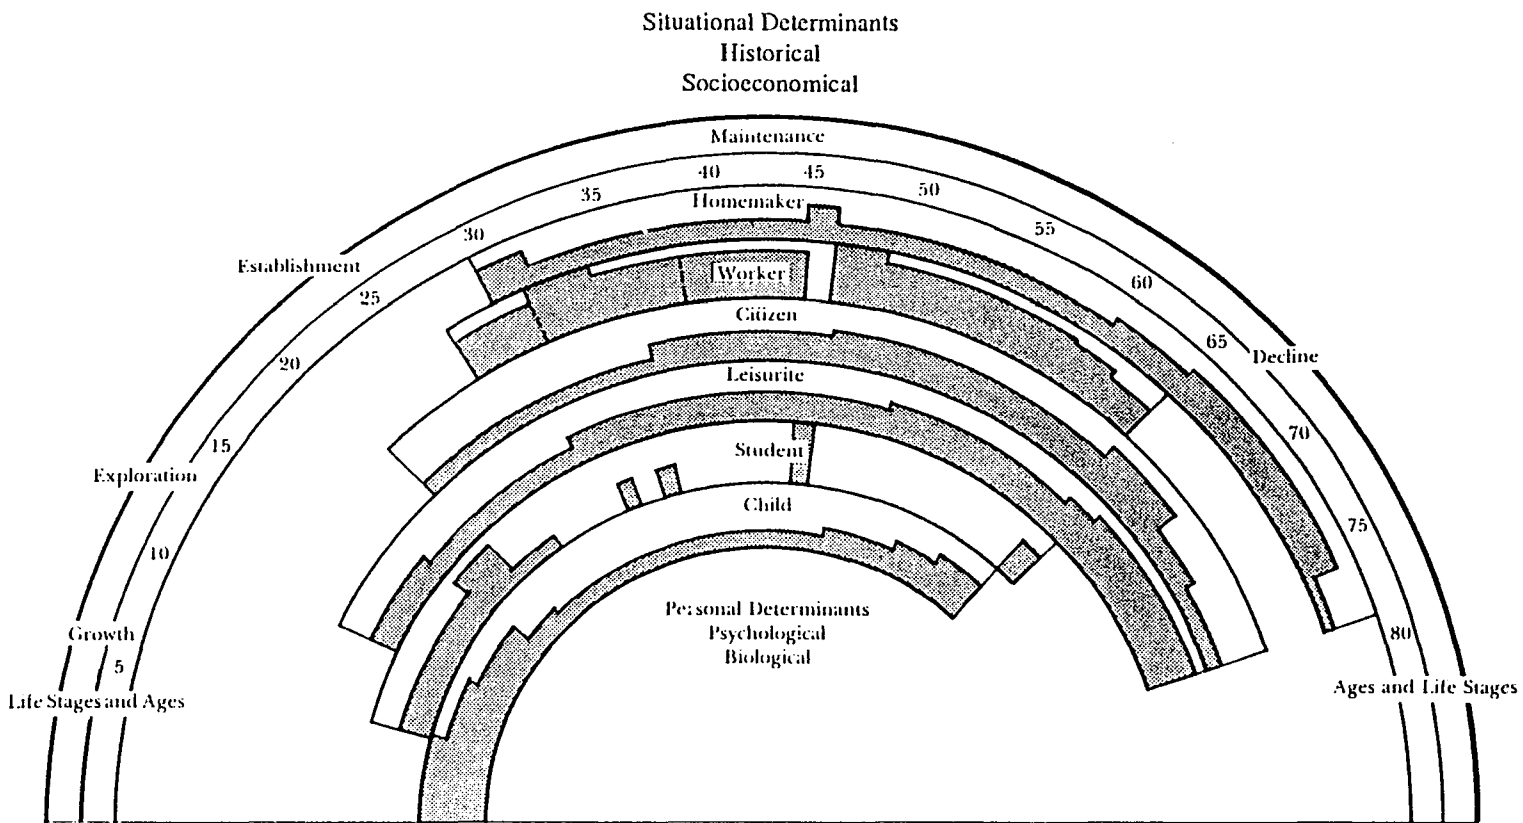 Situational Determinants
Historical
Socioeconomical
Maintenance
40
45
35
50
Homemaker
30
55
Establishment
Worker
60
25
Citizen
65
Decline
20
Leisurite
70
15
Student
Exploration
Child
75
10
Personal Determinants
Psychological
Biological
Growth
80
5
Life Stages and Ages
Ages and Life Stages